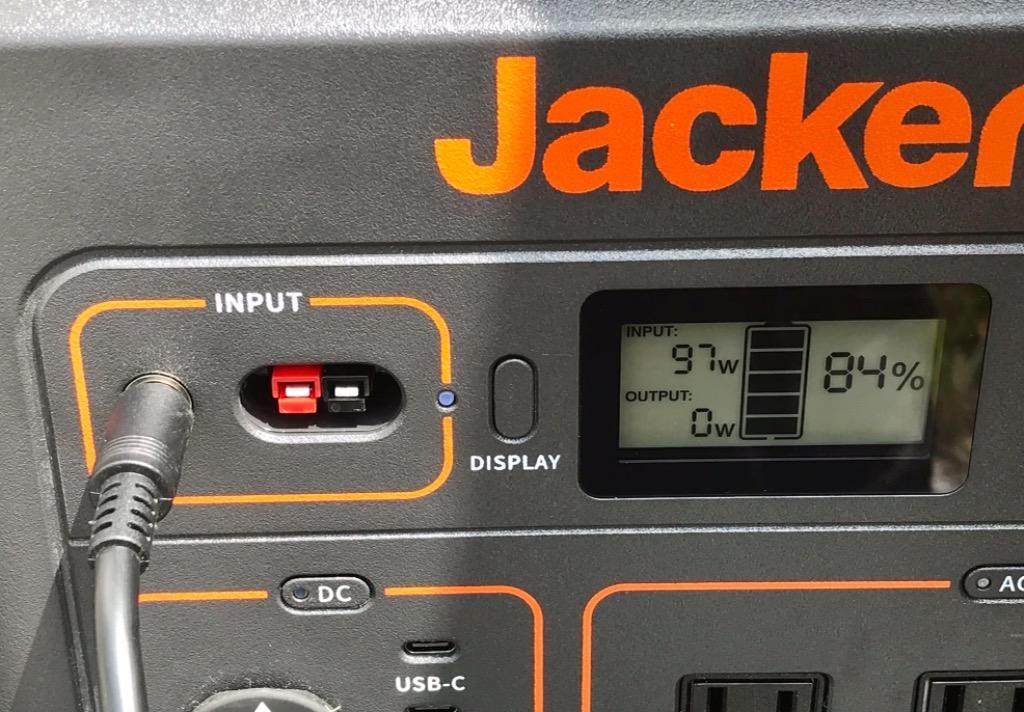 Jacker
INPUT
INPUT:
97W
84%
OUTPUT:
0W
DISPLAY
DC
AC
USB-C